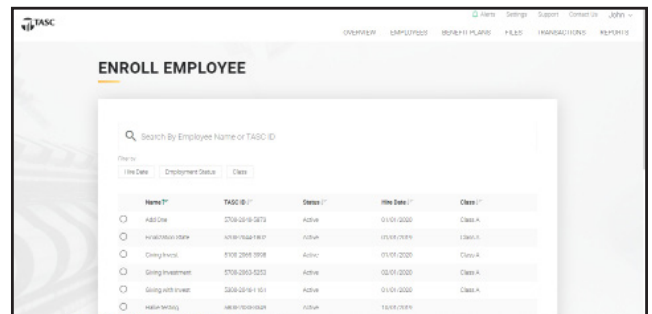 TASC
Alerts Settings Support Contact Us John
OVERVIEW EMPLOYEES BENEFIT PLANS FILES TRANSACTIONS REPORTS
ENROLL EMPLOYEE
Search By Employee Name or TASC ID
Filter by
Hire Date Employment Status Class
Name TASC ID Status Hire Date Class
Add One Active 01/01/2020 Class A
Active Class A
Giving Invest Active 01/01/2020 Class A
Giving Investment 5700-2963-5253 Active 02/01/2020 Class A
Giving with Invest Active 01/01/2020 Class A
Active